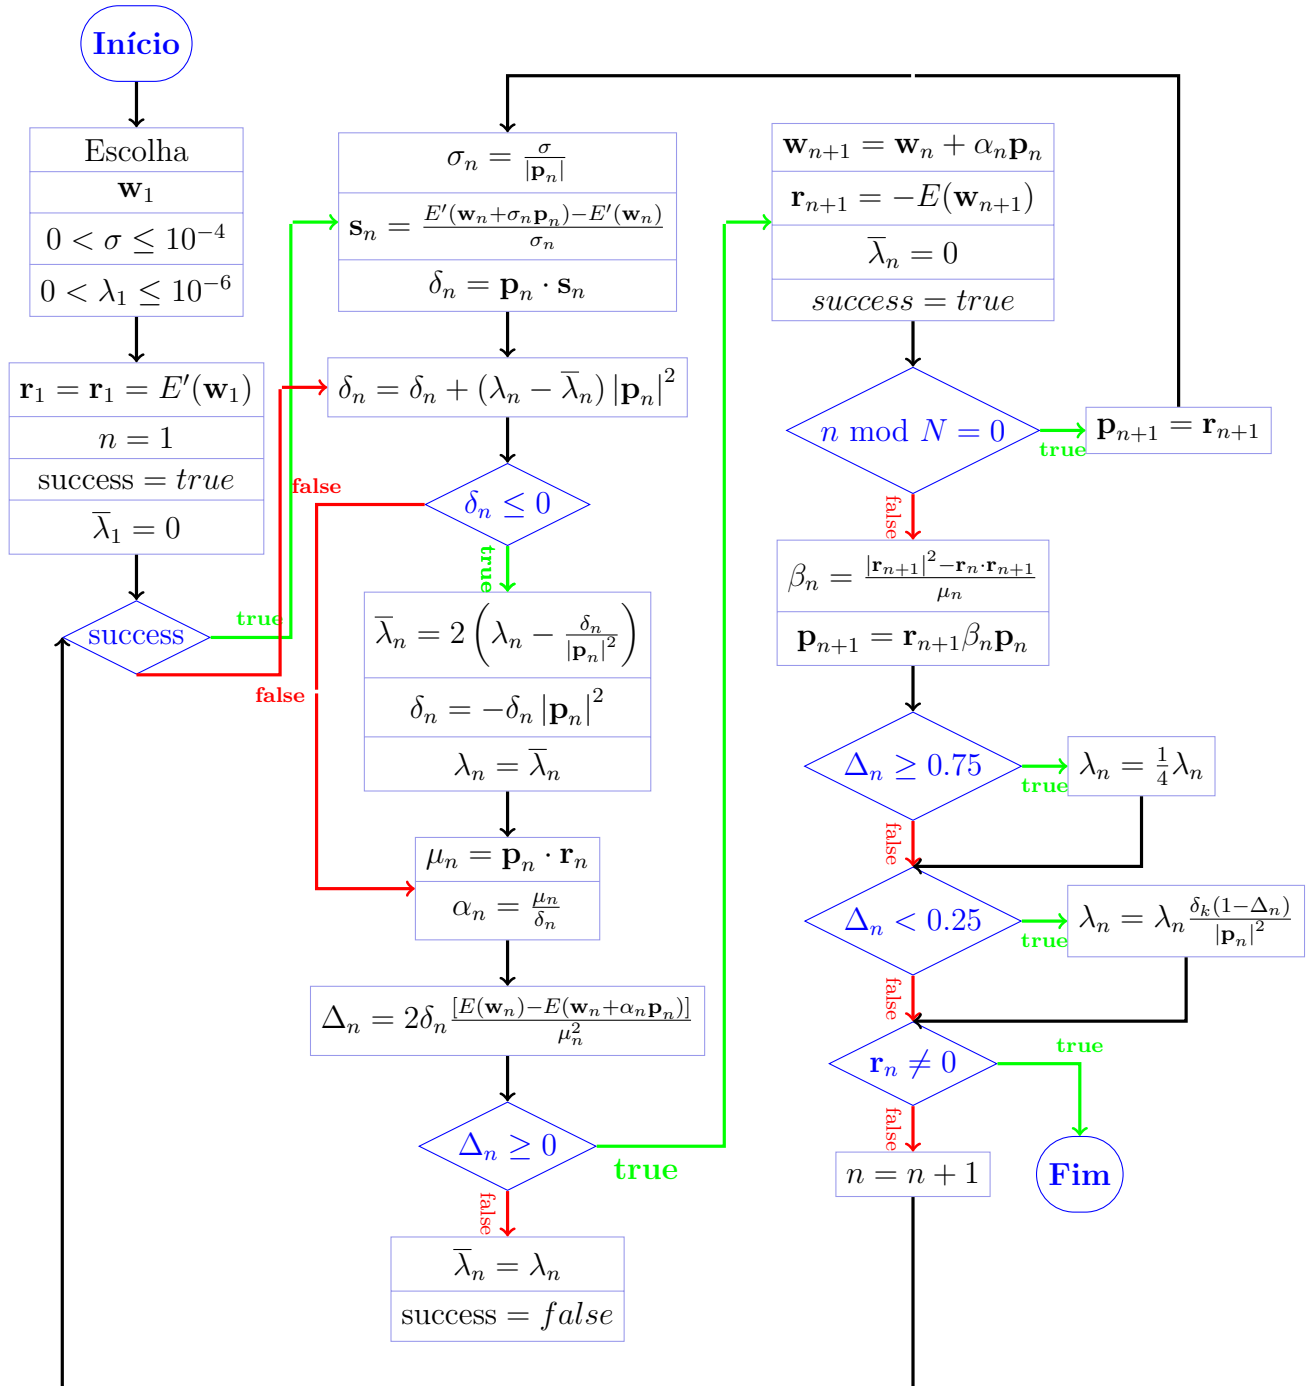 Início
Escolha
𝐰₁
0 < σ ≤ 10⁻⁴
0 < λ₁ ≤ 10⁻⁶
𝐫₁ = 𝐫₁ = E′(𝐰₁)
n = 1
success = true
λ̅₁ = 0
success
true
false
σₙ = σ/|𝐩ₙ|
𝐬ₙ = (E′(𝐰ₙ+σₙ𝐩ₙ)−E′(𝐰ₙ))/σₙ
δₙ = 𝐩ₙ · 𝐬ₙ
δₙ = δₙ + (λₙ − λ̅ₙ) |𝐩ₙ|²
δₙ ≤ 0
false
true
λ̅ₙ = 2 (λₙ − δₙ/|𝐩ₙ|²)
δₙ = −δₙ |𝐩ₙ|²
λₙ = λ̅ₙ
μₙ = 𝐩ₙ · 𝐫ₙ
αₙ = μₙ/δₙ
Δₙ = 2δₙ [E(𝐰ₙ)−E(𝐰ₙ+αₙ𝐩ₙ)]/μₙ²
Δₙ ≥ 0
true
false
λ̅ₙ = λₙ
success = false
𝐰ₙ₊₁ = 𝐰ₙ + αₙ𝐩ₙ
𝐫ₙ₊₁ = −E(𝐰ₙ₊₁)
λ̅ₙ = 0
success = true
n mod N = 0
true
𝐩ₙ₊₁ = 𝐫ₙ₊₁
false
βₙ = (|𝐫ₙ₊₁|²−𝐫ₙ·𝐫ₙ₊₁)/μₙ
𝐩ₙ₊₁ = 𝐫ₙ₊₁βₙ𝐩ₙ
Δₙ ≥ 0.75
true
λₙ = ¼λₙ
false
Δₙ < 0.25
true
λₙ = λₙ δₖ(1−Δₙ)/|𝐩ₙ|²
false
𝐫ₙ ≠ 0
true
false
n = n + 1
Fim